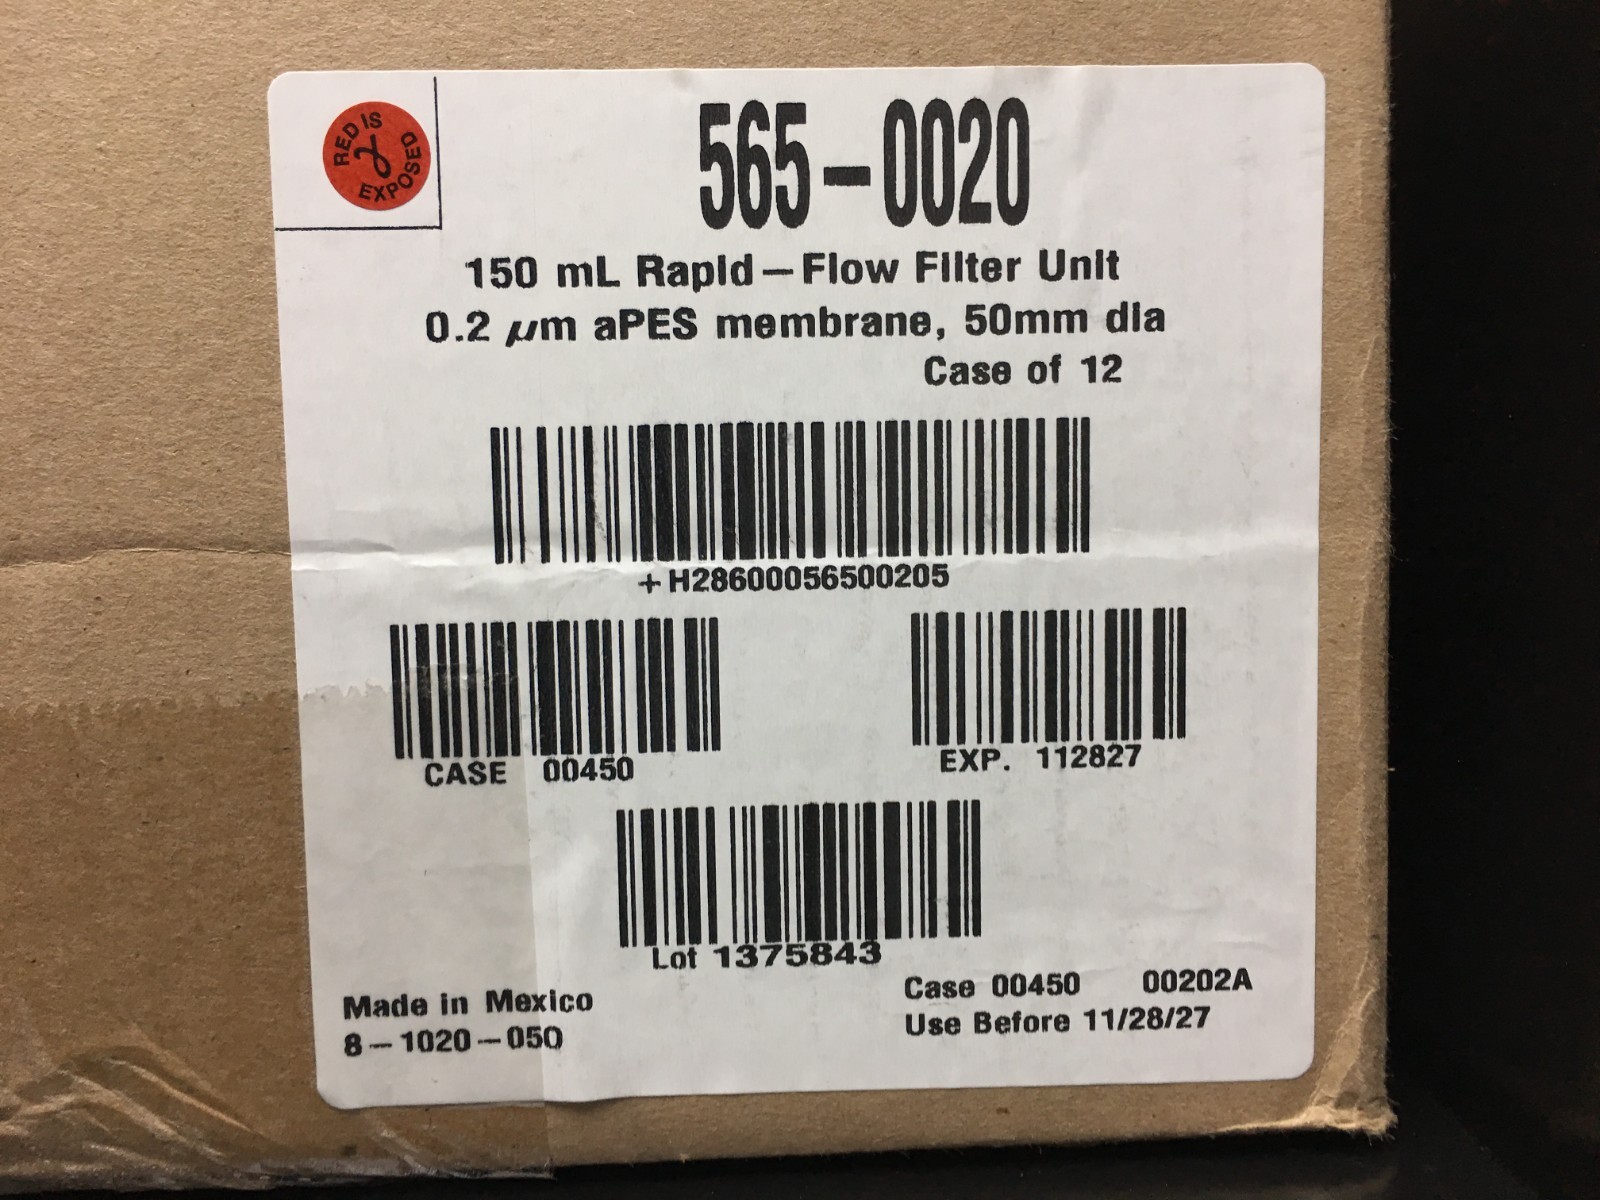 RED IS
γ
EXPOSED
565-0020
150 mL Rapid-Flow Filter Unit
0.2 μm aPES membrane, 50mm dia
Case of 12
+H28600056500205
CASE 00450
EXP. 112827
Lot 1375843
Made in Mexico
8-1020-050
Case 00450 00202A
Use Before 11/28/27